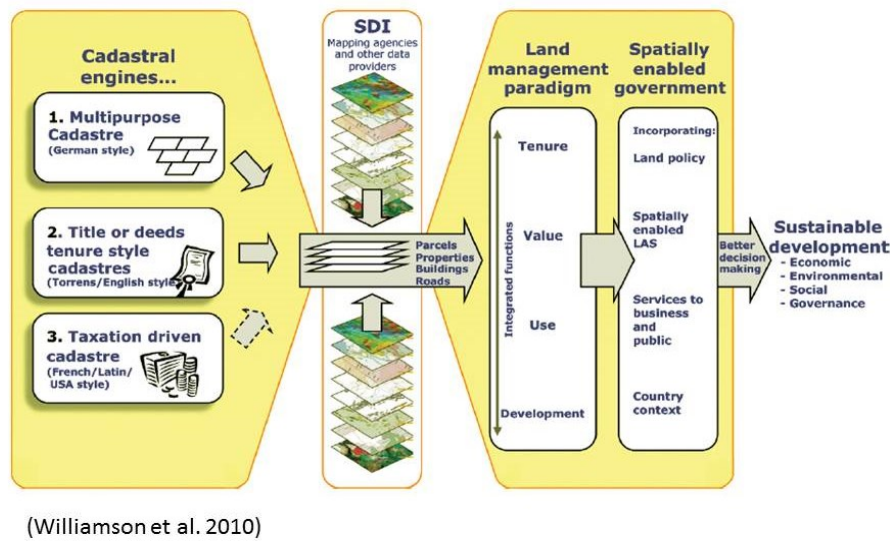 Cadastral
engines...
1. Multipurpose
Cadastre
(German style)
2. Title or deeds
tenure style
cadastres
(Torrens/English style)
3. Taxation driven
cadastre
(French/Latin/
USA style)
SDI
Mapping agencies
and other data
providers
Parcels
Properties
Buildings
Roads
Land
management
paradigm
Tenure
Value
Use
Development
Integrated functions
Spatially
enabled
government
Incorporating:
Land policy
Spatially
enabled
LAS
Services to
business
and
public
Country
context
Better
decision
making
Sustainable
development
- Economic
- Environmental
- Social
- Governance
(Williamson et al. 2010)